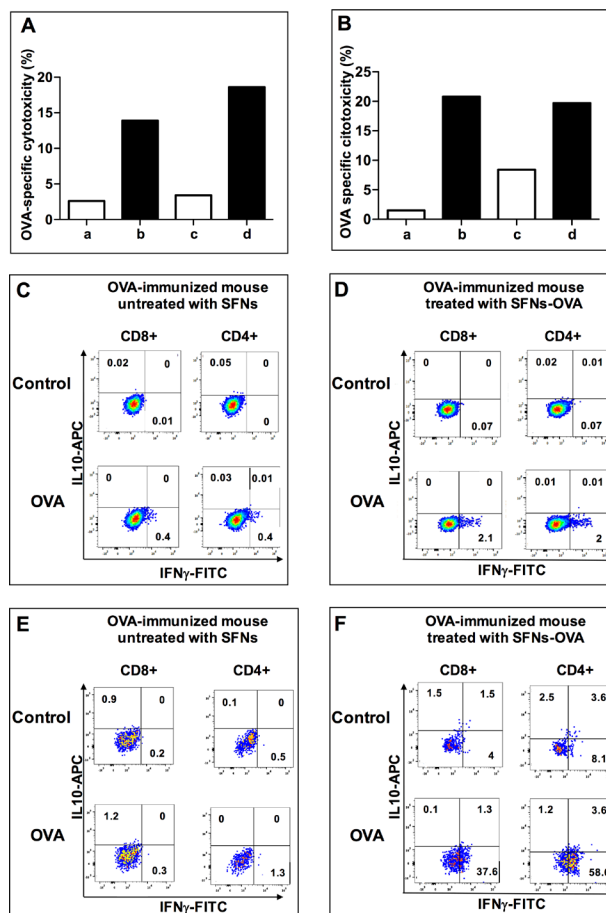 A
OVA-specific cytotoxicity (%)
20
15
10
5
0
a b c d
B
OVA specific citotoxicity (%)
25
20
15
10
5
0
a b c d
C
OVA-immunized mouse
untreated with SFNs
CD8+ CD4+
Control
0.02 0
0.01
0.05 0
0
OVA
0 0
0.4
0.03 0.01
0.4
IL10-APC
IFNγ-FITC
D
OVA-immunized mouse
treated with SFNs-OVA
CD8+ CD4+
Control
0 0
0.07
0.02 0.01
0.07
OVA
0 0
2.1
0.01 0.01
2
IL10-APC
IFNγ-FITC
E
OVA-immunized mouse
untreated with SFNs
CD8+ CD4+
Control
0.9 0
0.2
0.1 0
0.5
OVA
1.2 0
0.3
0 0
1.3
IL10-APC
IFNγ-FITC
F
OVA-immunized mouse
treated with SFNs-OVA
CD8+ CD4+
Control
1.5 1.5
4
2.5 3.6
8.1
OVA
0.1 1.3
37.6
1.2 3.6
IL10-APC
IFNγ-FITC